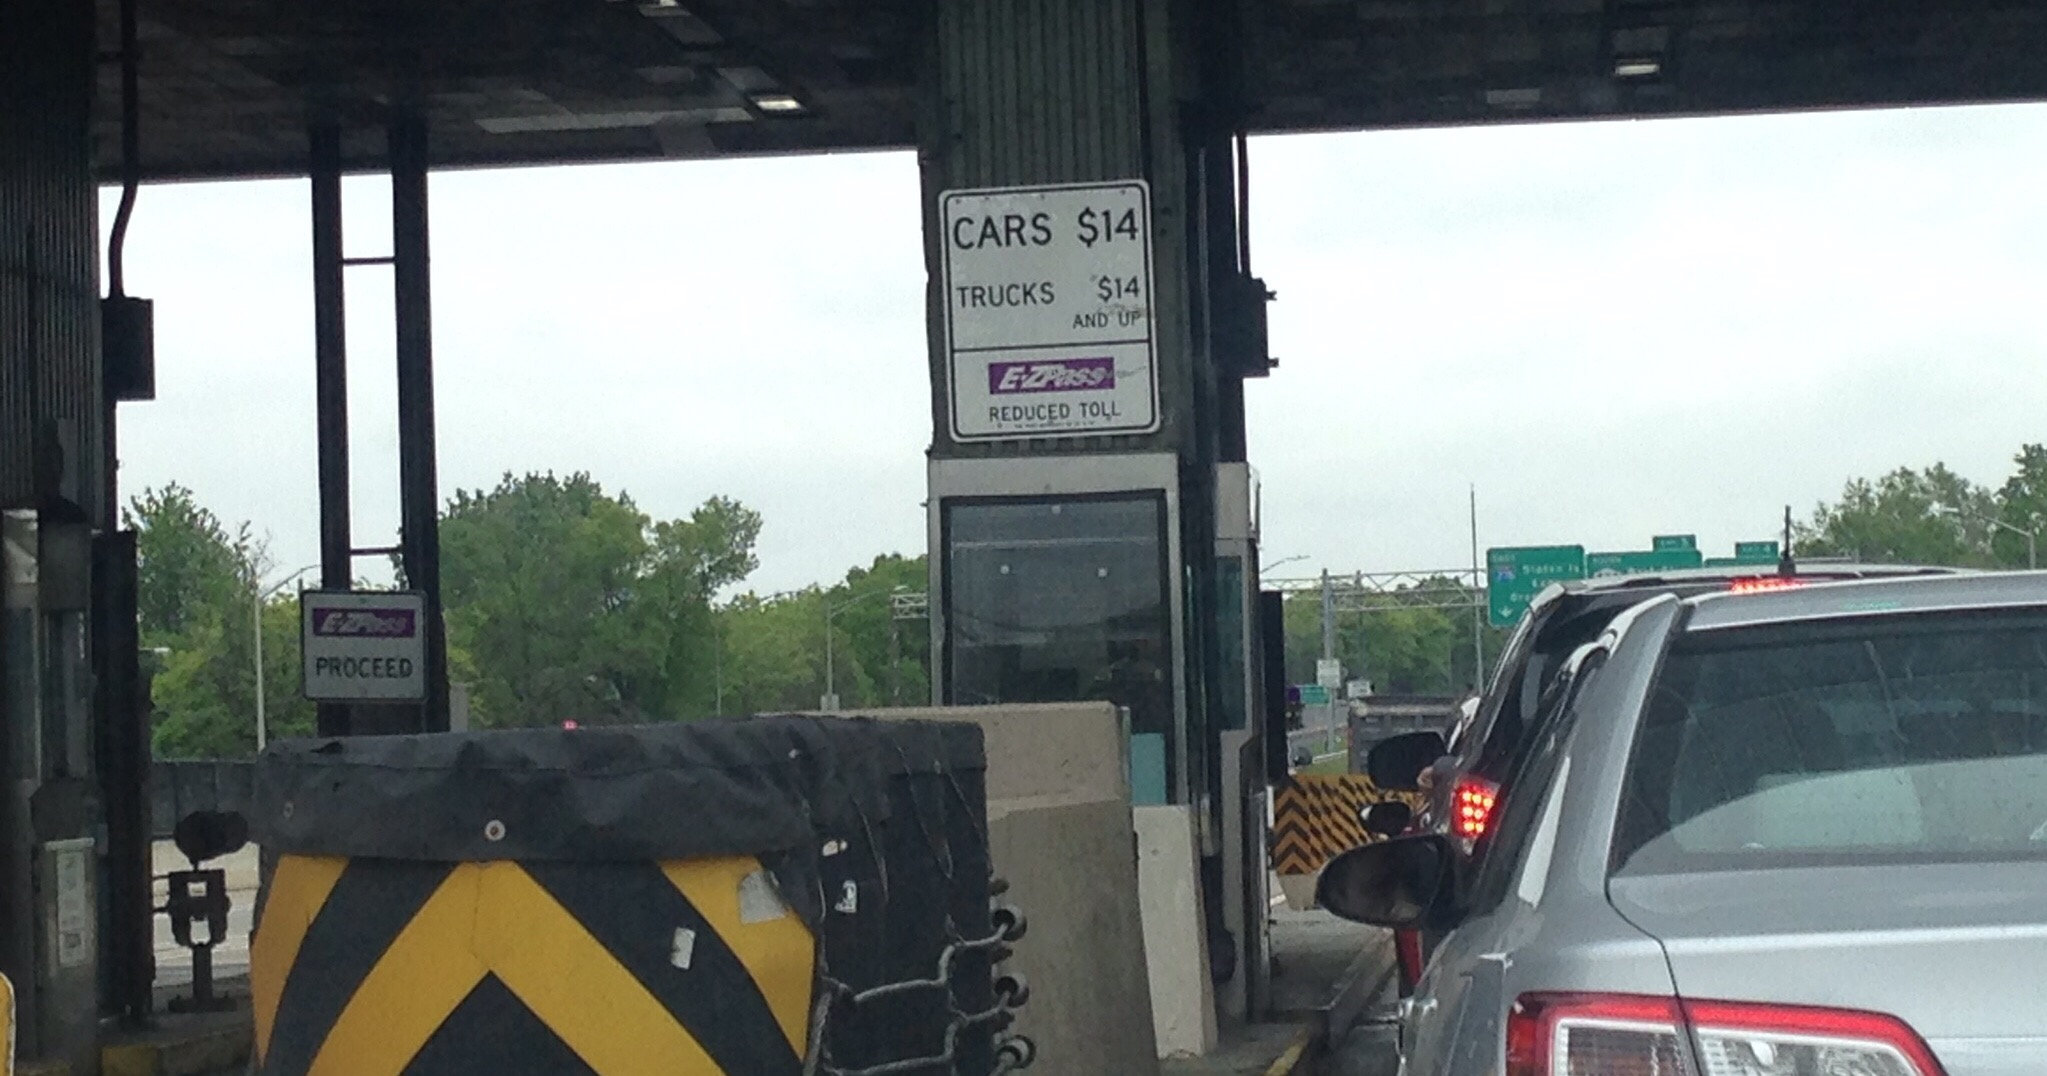 CARS $14
TRUCKS $14
AND UP
E-ZPass
REDUCED TOLL
E-ZPass
PROCEED